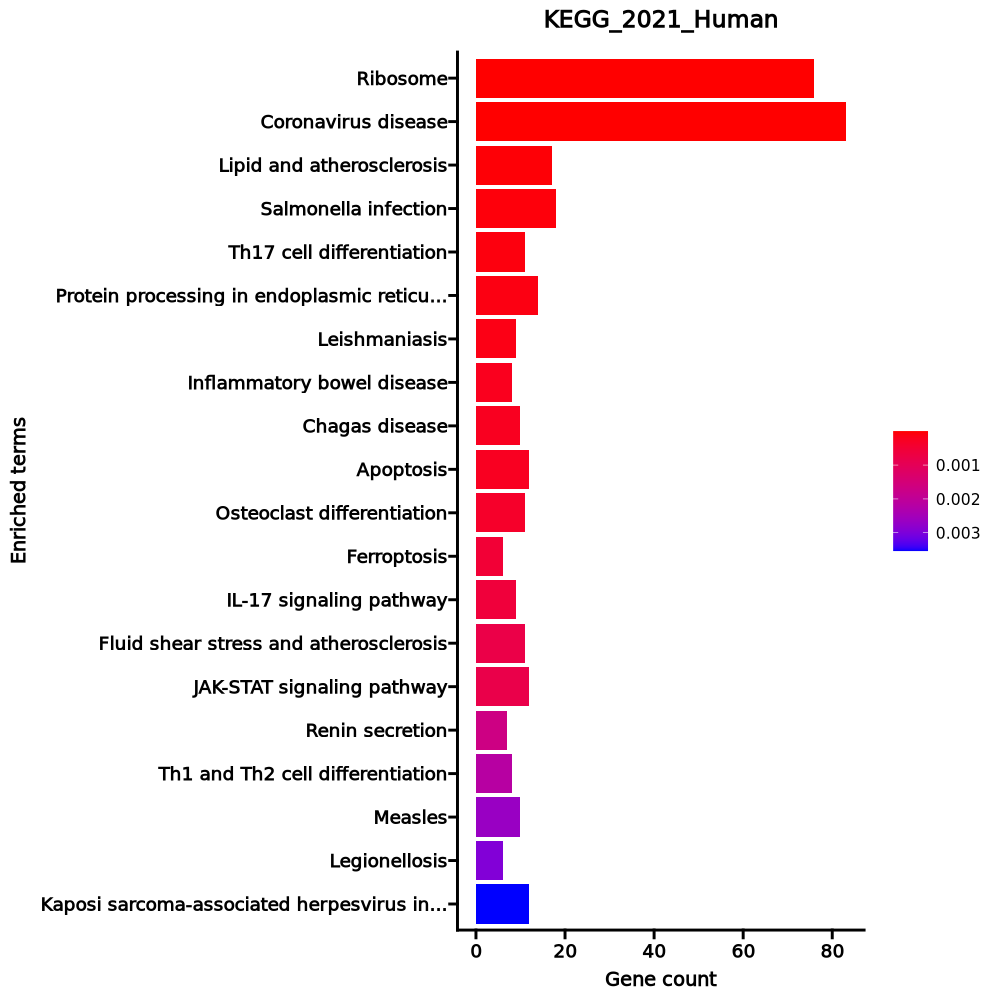 KEGG_2021_Human
Ribosome
Coronavirus disease
Lipid and atherosclerosis
Salmonella infection
Th17 cell differentiation
Protein processing in endoplasmic reticu...
Leishmaniasis
Inflammatory bowel disease
Chagas disease
Apoptosis
Osteoclast differentiation
Ferroptosis
IL-17 signaling pathway
Fluid shear stress and atherosclerosis
JAK-STAT signaling pathway
Renin secretion
Th1 and Th2 cell differentiation
Measles
Legionellosis
Kaposi sarcoma-associated herpesvirus in...
Enriched terms
0 20 40 60 80
Gene count
0.001
0.002
0.003